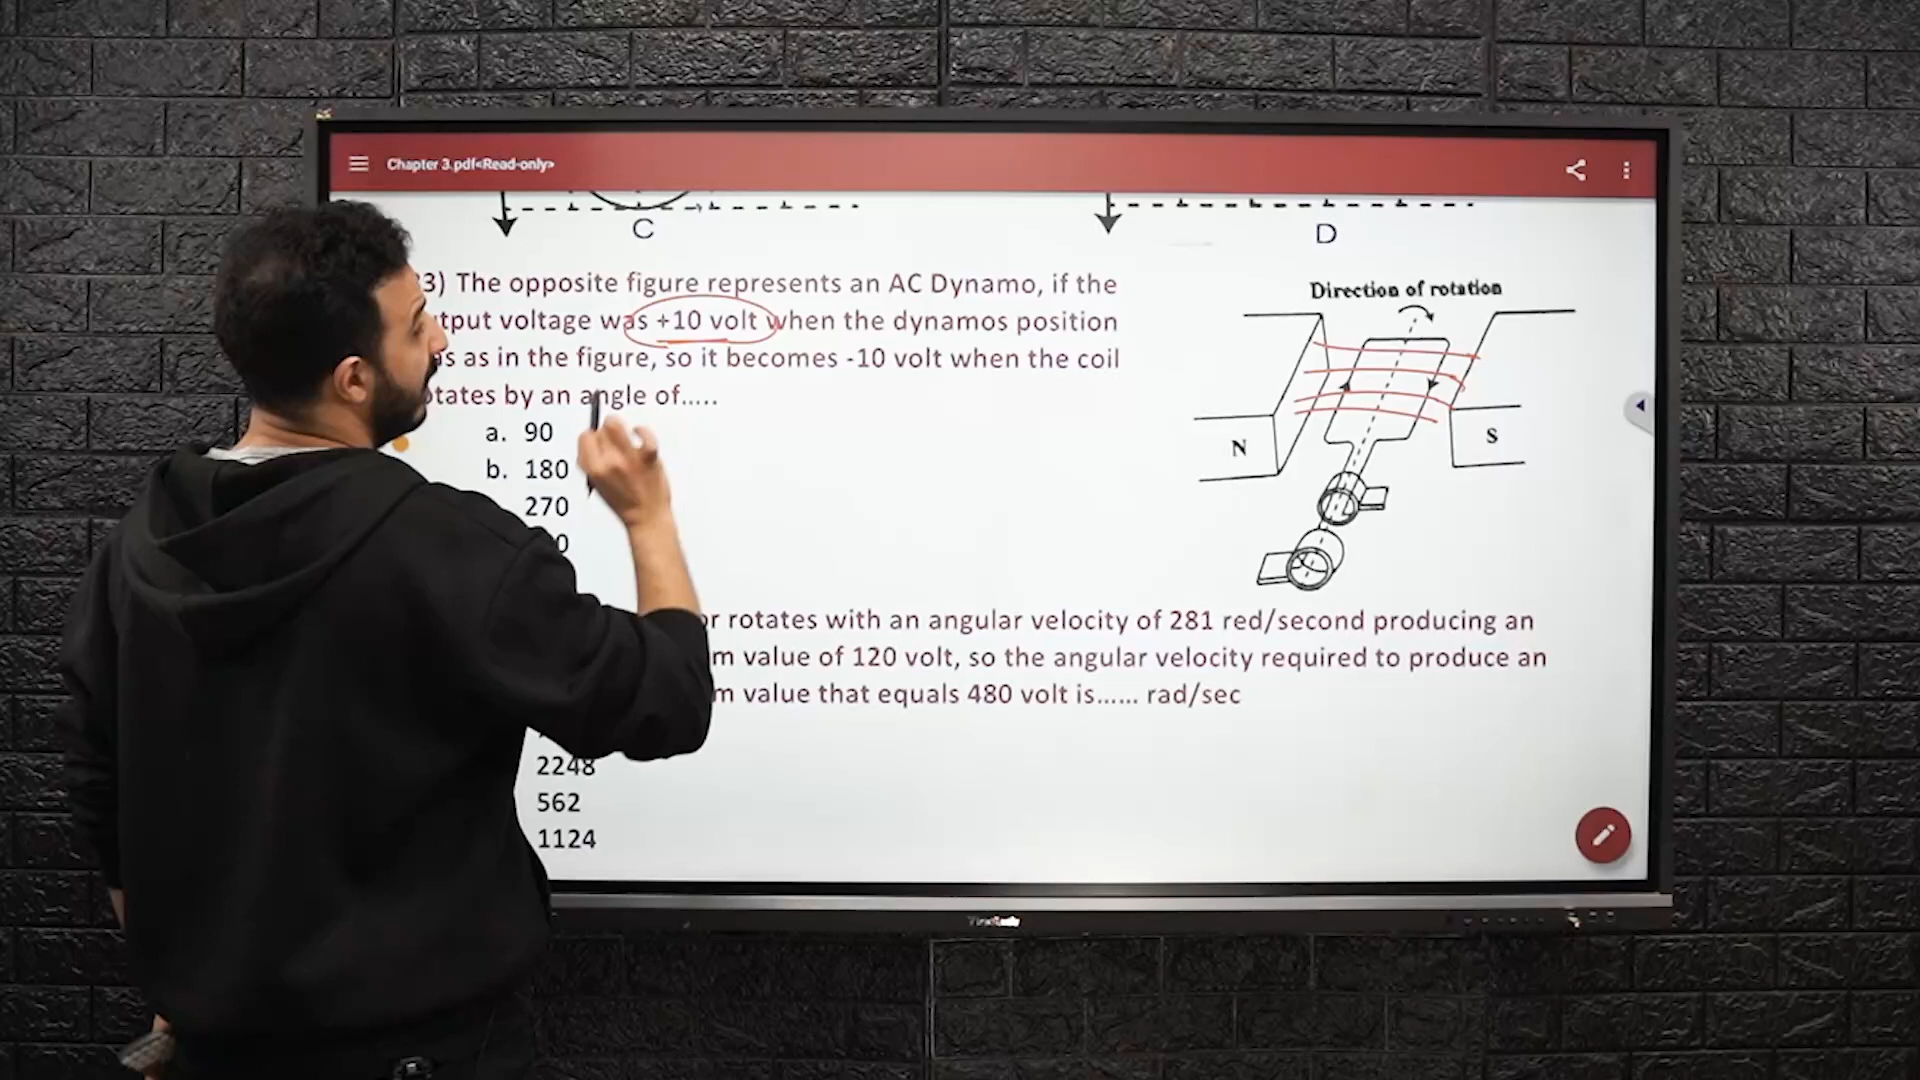 Chapter 3.pdf<Read-only>
C
D
3) The opposite figure represents an AC Dynamo, if the
tput voltage was +10 volt when the dynamos position
as in the figure, so it becomes -10 volt when the coil
otates by an angle of.....
a. 90
b. 180
270
0
Direction of rotation
N
S
or rotates with an angular velocity of 281 red/second producing an
m value of 120 volt, so the angular velocity required to produce an
m value that equals 480 volt is...... rad/sec
2248
562
1124